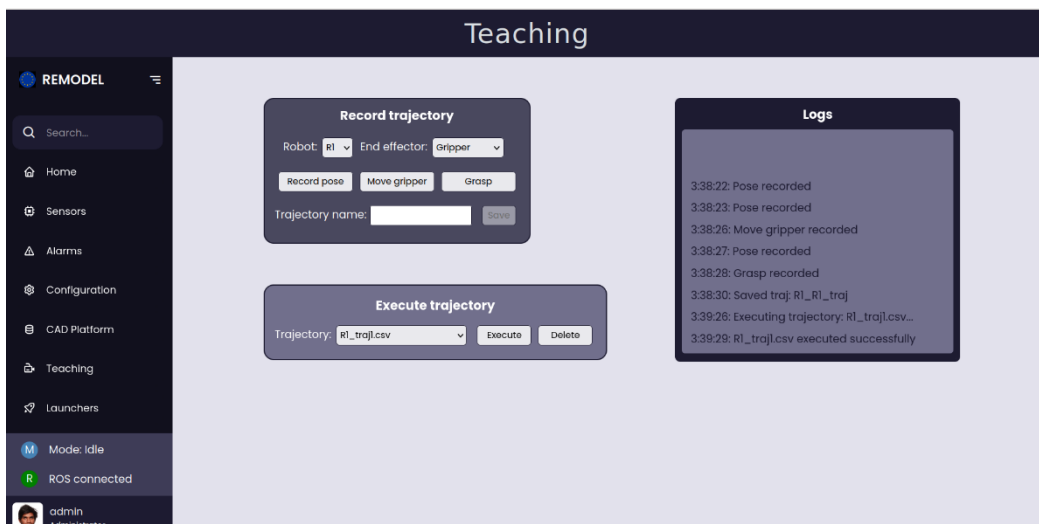 Teaching
REMODEL
Search...
Home
Sensors
Alarms
Configuration
CAD Platform
Teaching
Launchers
M Mode: Idle
R ROS connected
admin
Administrator
Record trajectory
Robot: R1 End effector: Gripper
Record pose Move gripper Grasp
Trajectory name: Save
Execute trajectory
Trajectory: R1_traj1.csv Execute Delete
Logs
3:38:22: Pose recorded
3:38:23: Pose recorded
3:38:26: Move gripper recorded
3:38:27: Pose recorded
3:38:28: Grasp recorded
3:38:30: Saved traj: R1_R1_traj
3:39:26: Executing trajectory: R1_traj1.csv...
3:39:29: R1_traj1.csv executed successfully